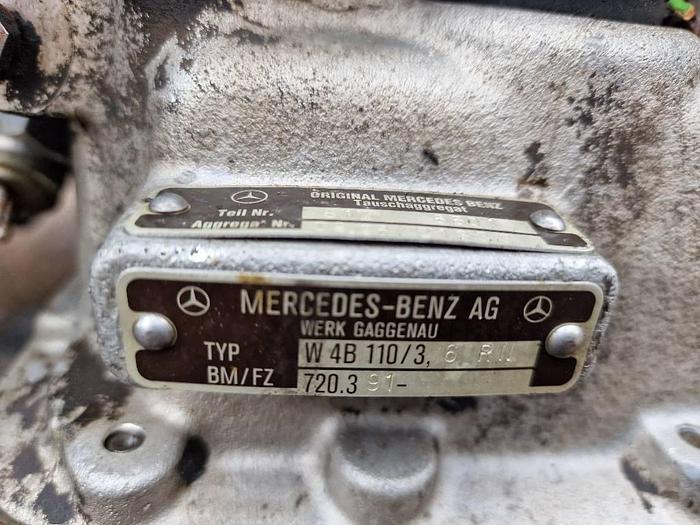 ORIGINAL MERCEDES BENZ
Tauschaggregat
Teil Nr.
Aggregat Nr.
MERCEDES-BENZ AG
WERK GAGGENAU
TYP W 4B 110/3, 6 R W
BM/FZ 720.3 91-